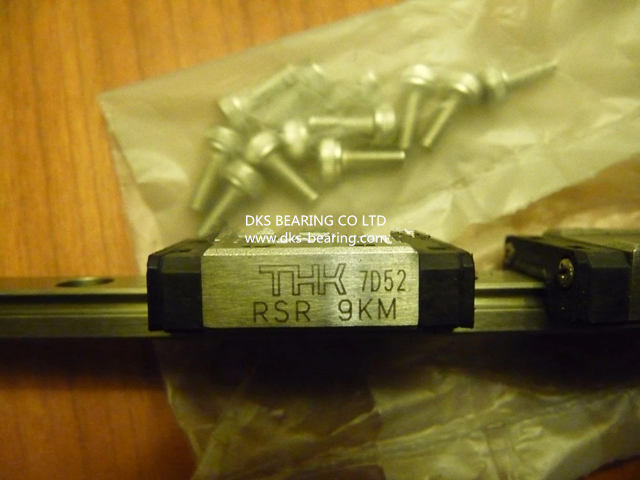 DKS BEARING CO LTD
www.dks-bearing.com
THK 7D52
RSR 9KM